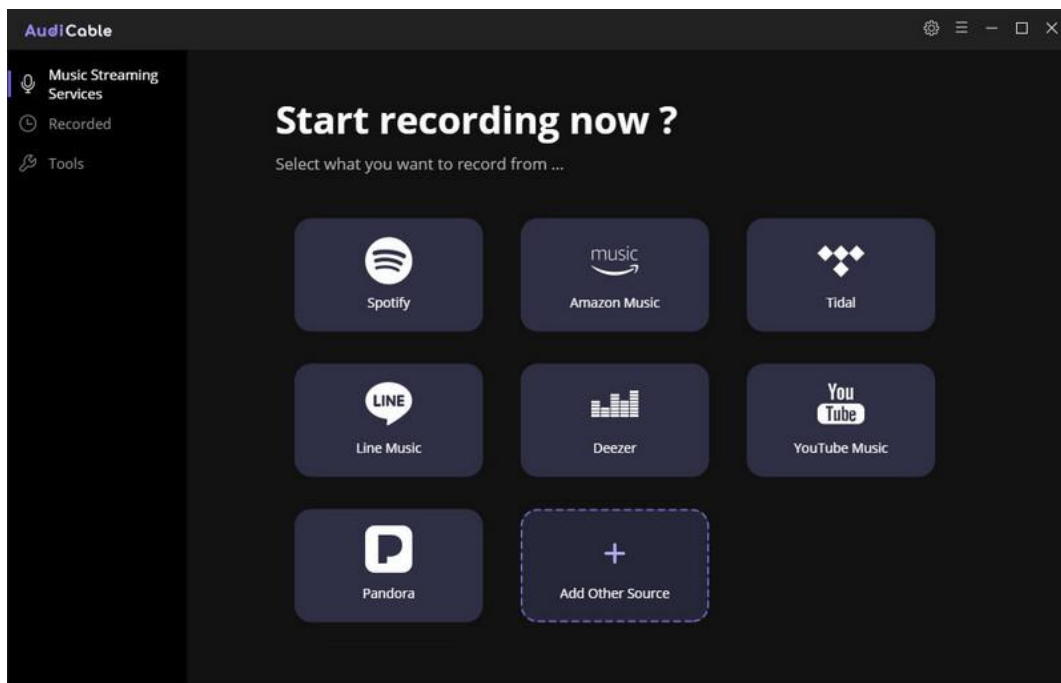 AudiCable
Music Streaming
Services
Recorded
Tools
Start recording now ?
Select what you want to record from ...
Spotify
music
Amazon Music
Tidal
LINE
Line Music
Deezer
You
Tube
YouTube Music
P
Pandora
Add Other Source